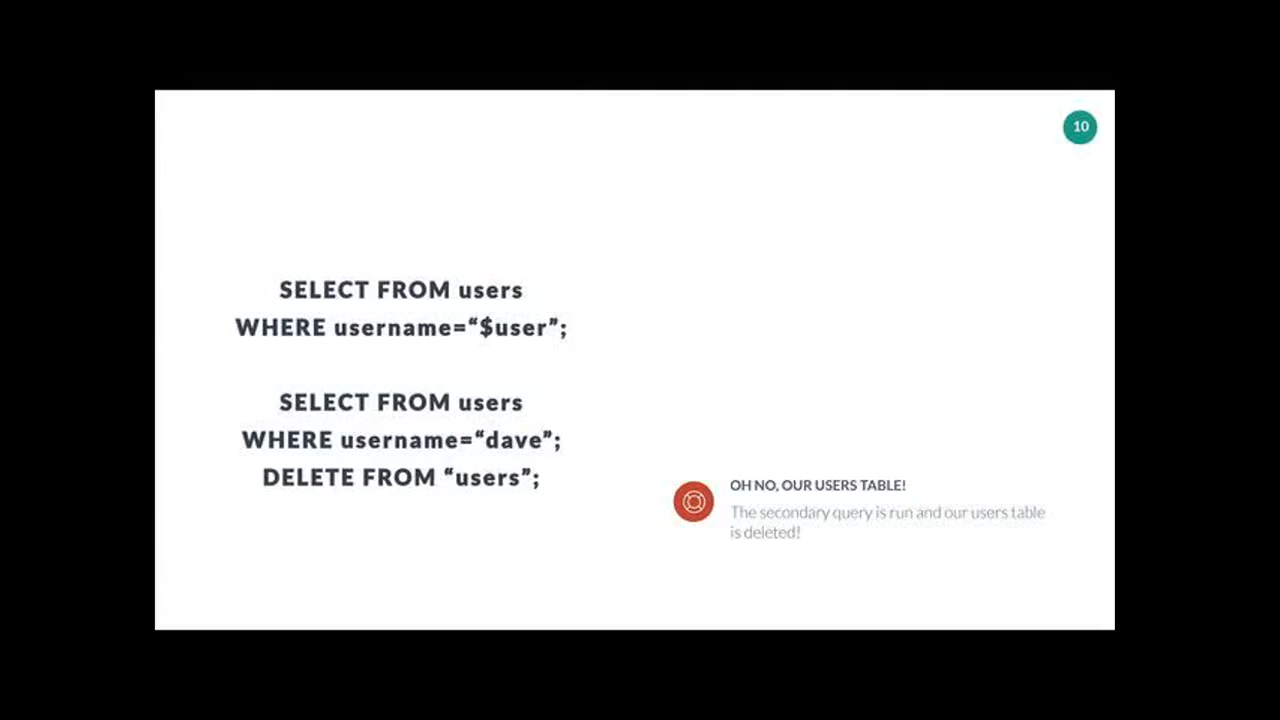 10
SELECT FROM users
WHERE username=“$user”;
SELECT FROM users
WHERE username=“dave”;
DELETE FROM “users”;
OH NO, OUR USERS TABLE!
The secondary query is run and our users table
is deleted!